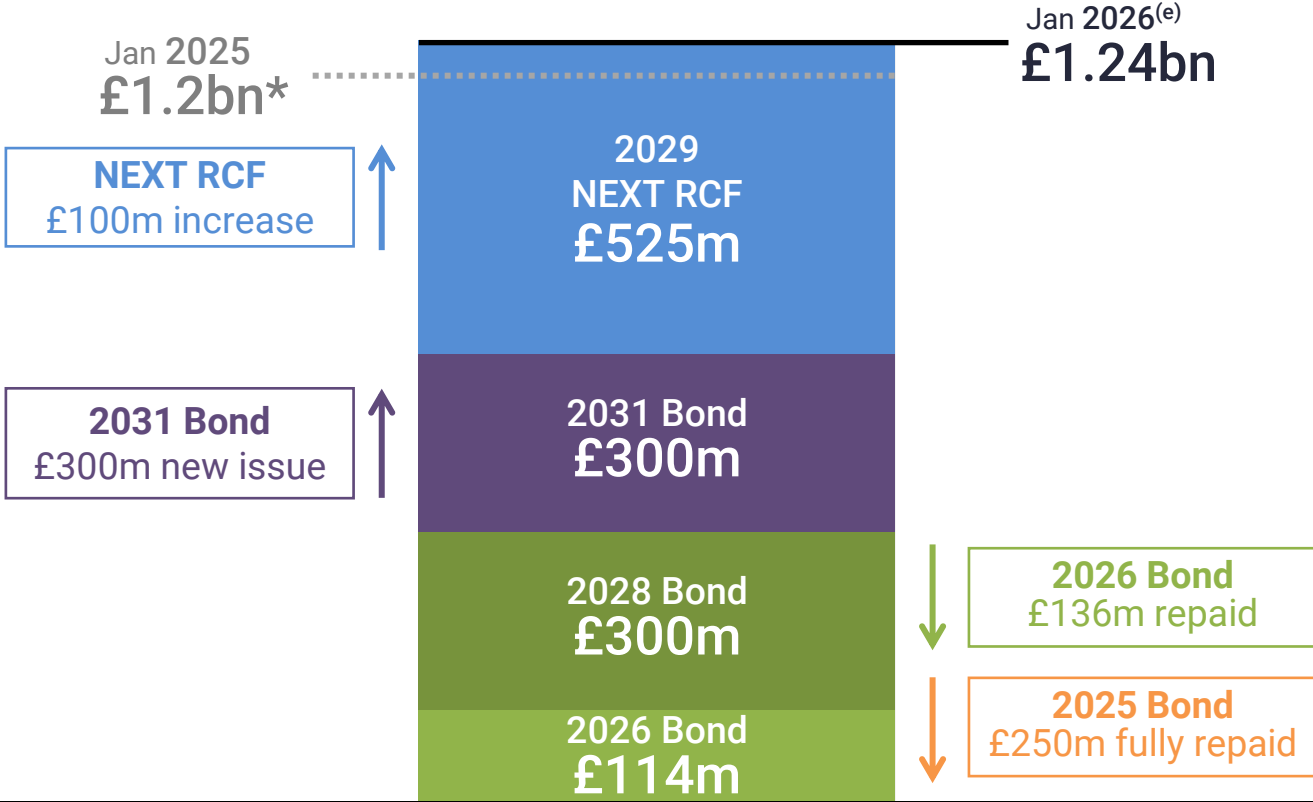 Jan 2025
£1.2bn*
Jan 2026(e)
£1.24bn
NEXT RCF
£100m increase
2029
NEXT RCF
£525m
2031 Bond
£300m new issue
2031 Bond
£300m
2028 Bond
£300m
2026 Bond
£136m repaid
2025 Bond
£250m fully repaid
2026 Bond
£114m